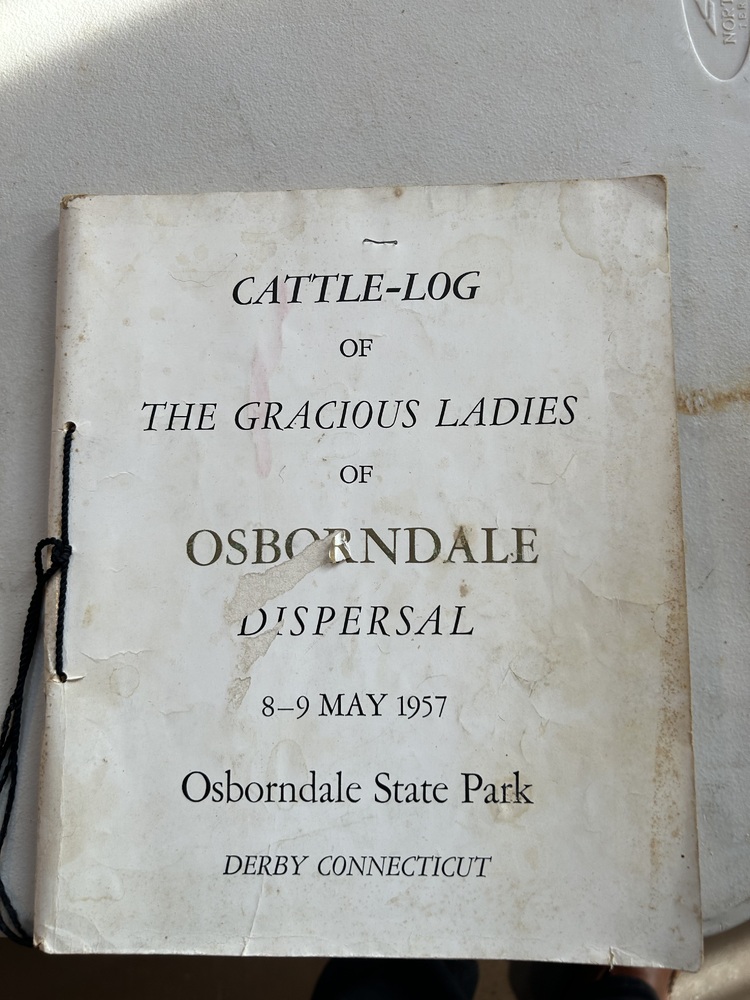 CATTLE-LOG
OF
THE GRACIOUS LADIES
OF
OSBORNDALE
DISPERSAL
8–9 MAY 1957
Osborndale State Park
DERBY CONNECTICUT